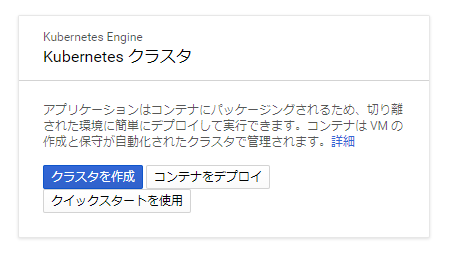 Kubernetes Engine
Kubernetes クラスタ
アプリケーションはコンテナにパッケージングされるため、切り離
された環境に簡単にデプロイして実行できます。コンテナは VM の
作成と保守が自動化されたクラスタで管理されます。詳細
クラスタを作成 コンテナをデプロイ
クイックスタートを使用